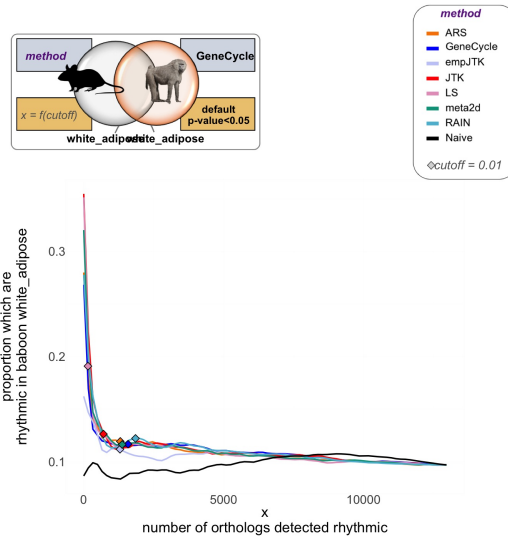 method
GeneCycle
x = f(cutoff)
default
p-value<0.05
white_adipose
white_adipose
method
ARS
GeneCycle
empJTK
JTK
LS
meta2d
RAIN
Naive
cutoff = 0.01
proportion which are
rhythmic in baboon white_adipose
0.3
0.2
0.1
0
5000
10000
x
number of orthologs detected rhythmic